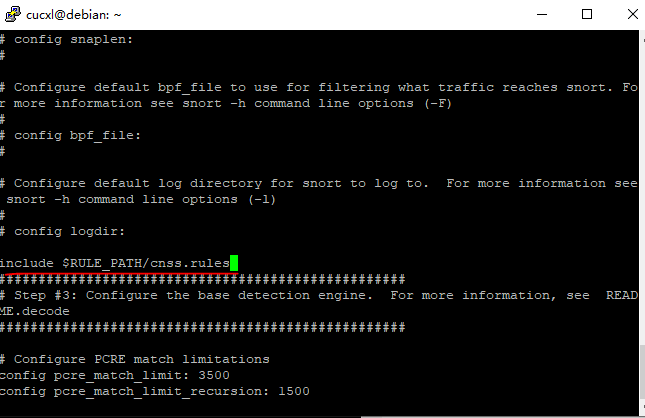 cucxl@debian: ~
# config snaplen:
#
# Configure default bpf_file to use for filtering what traffic reaches snort. Fo
r more information see snort -h command line options (-F)
#
# config bpf_file:
#
# Configure default log directory for snort to log to.  For more information see
 snort -h command line options (-l)
#
# config logdir:
include $RULE_PATH/cnss.rules
###################################################
# Step #3: Configure the base detection engine.  For more information, see  READ
ME.decode
###################################################
# Configure PCRE match limitations
config pcre_match_limit: 3500
config pcre_match_limit_recursion: 1500